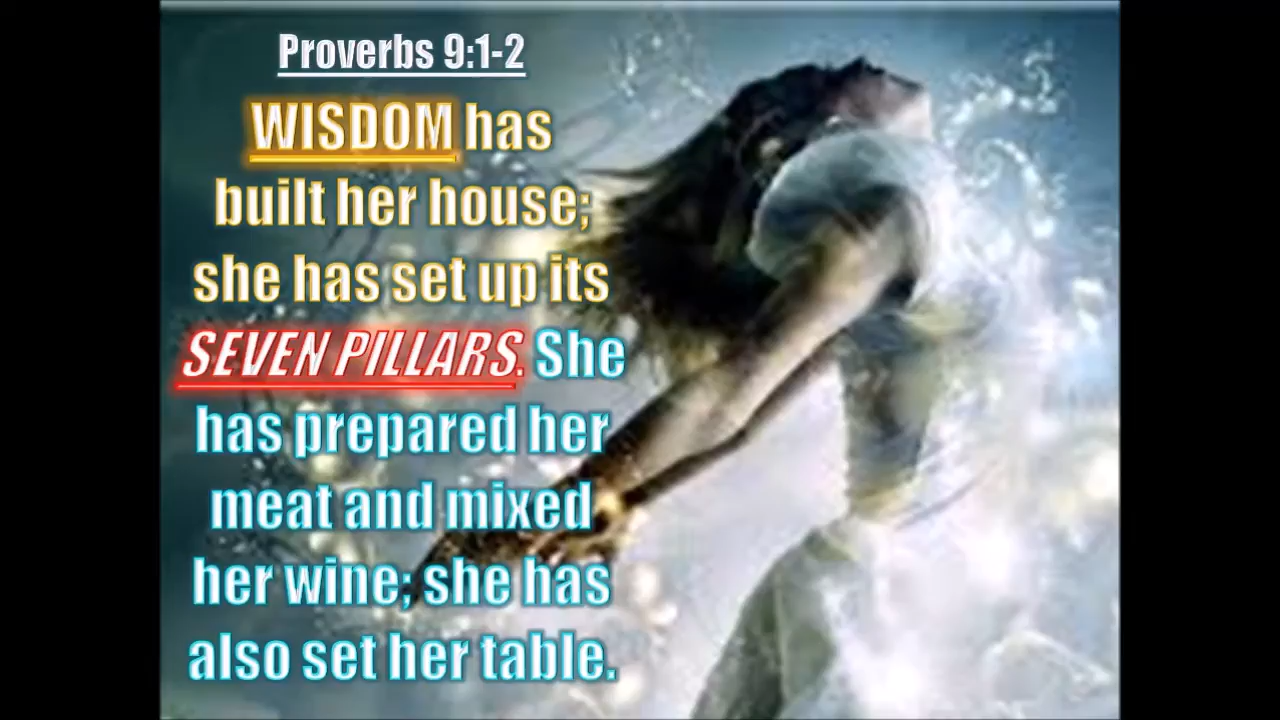 Proverbs 9:1-2
WISDOM has
built her house;
she has set up its
SEVEN PILLARS. She
has prepared her
meat and mixed
her wine; she has
also set her table.